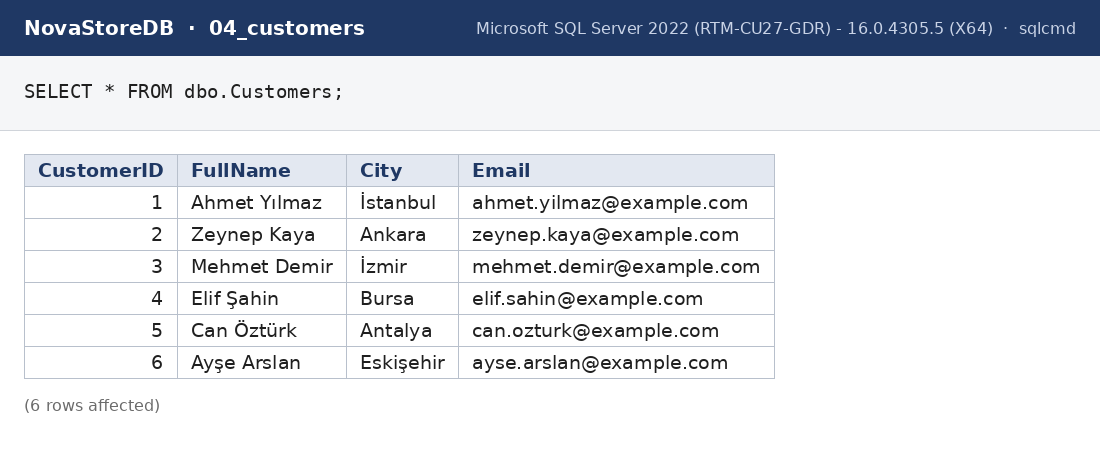 NovaStoreDB · 04_customers
Microsoft SQL Server 2022 (RTM-CU27-GDR) - 16.0.4305.5 (X64) · sqlcmd
SELECT * FROM dbo.Customers;
CustomerID FullName City Email
1 Ahmet Yılmaz İstanbul ahmet.yilmaz@example.com
2 Zeynep Kaya Ankara zeynep.kaya@example.com
3 Mehmet Demir İzmir mehmet.demir@example.com
4 Elif Şahin Bursa elif.sahin@example.com
5 Can Öztürk Antalya can.ozturk@example.com
6 Ayşe Arslan Eskişehir ayse.arslan@example.com
(6 rows affected)